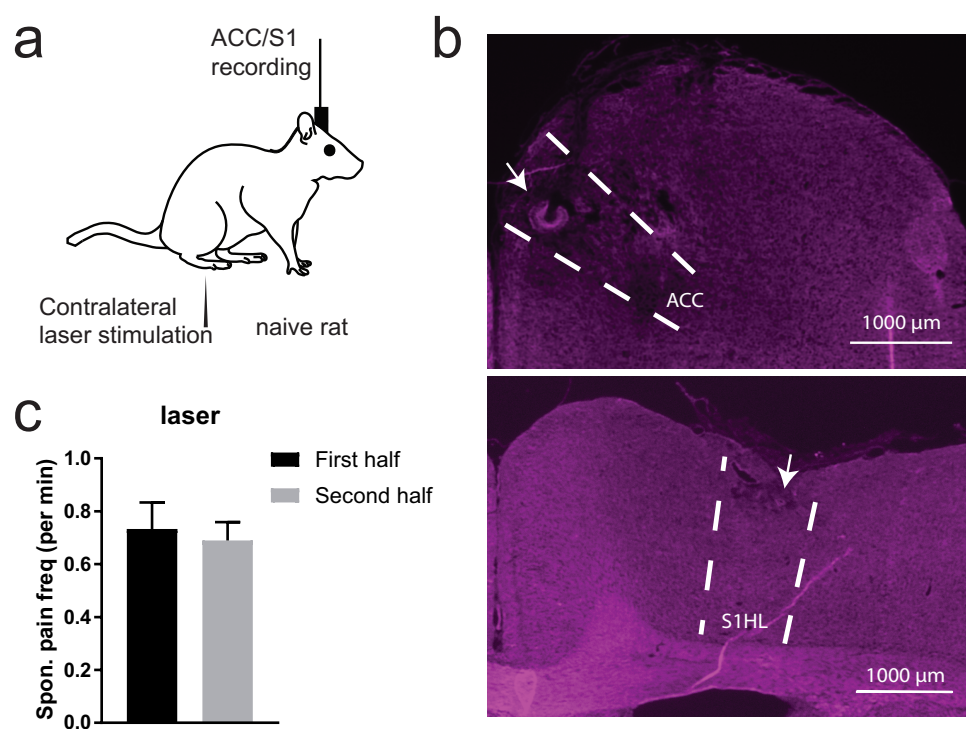 a
ACC/S1
recording
Contralateral
laser stimulation
naive rat
b
ACC
1000 µm
S1HL
1000 µm
c
laser
First half
Second half
Spon. pain freq (per min)
1.0
0.8
0.6
0.4
0.2
0.0